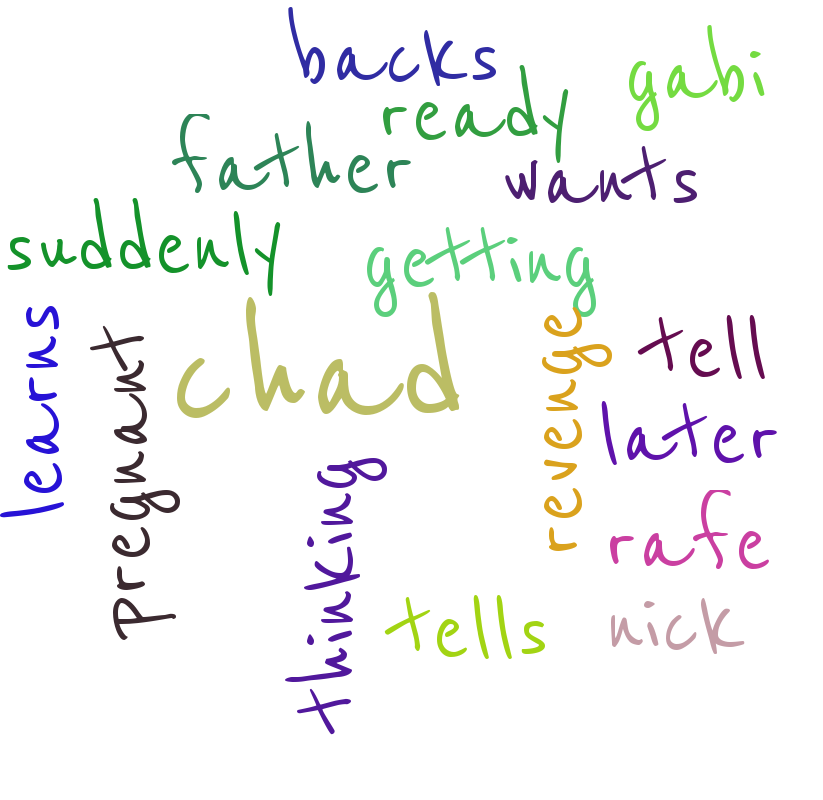 backs
gabi
ready
father
wants
suddenly
getting
learns
pregnant
chad
revenge
tell
later
thinking
rafe
tells
nick